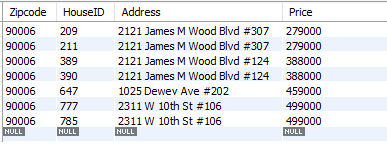 Zipcode HouseID Address Price
90006 209 2121 James M Wood Blvd #307 279000
90006 211 2121 James M Wood Blvd #307 279000
90006 389 2121 James M Wood Blvd #124 388000
90006 390 2121 James M Wood Blvd #124 388000
90006 647 1025 Dewey Ave #202 459000
90006 777 2311 W 10th St #106 499000
90006 785 2311 W 10th St #106 499000
NULL NULL NULL NULL